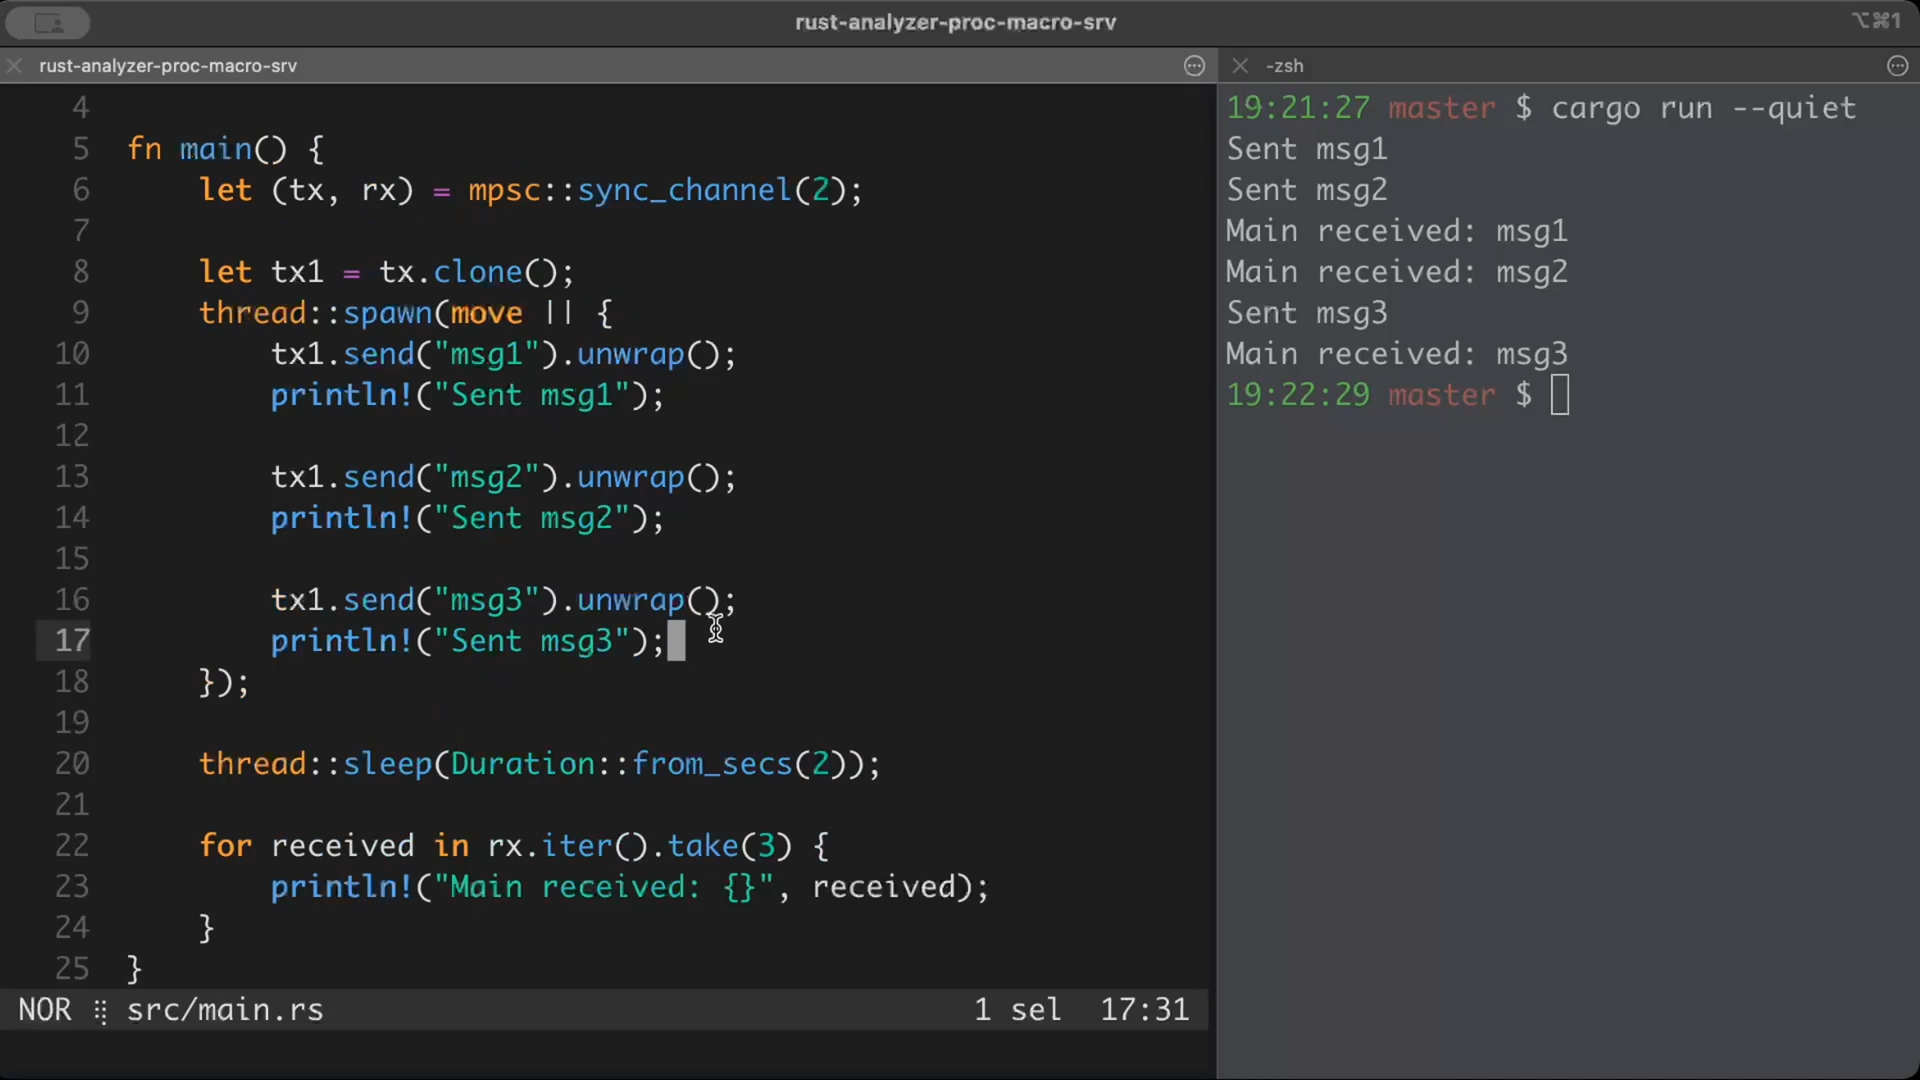 rust-analyzer-proc-macro-srv
⌥⌘1
rust-analyzer-proc-macro-srv
4
5 fn main() {
6     let (tx, rx) = mpsc::sync_channel(2);
7
8     let tx1 = tx.clone();
9     thread::spawn(move || {
10         tx1.send("msg1").unwrap();
11         println!("Sent msg1");
12
13         tx1.send("msg2").unwrap();
14         println!("Sent msg2");
15
16         tx1.send("msg3").unwrap();
17         println!("Sent msg3");
18     });
19
20     thread::sleep(Duration::from_secs(2));
21
22     for received in rx.iter().take(3) {
23         println!("Main received: {}", received);
24     }
25 }
NOR src/main.rs 1 sel 17:31
-zsh
19:21:27 master $ cargo run --quiet
Sent msg1
Sent msg2
Main received: msg1
Main received: msg2
Sent msg3
Main received: msg3
19:22:29 master $